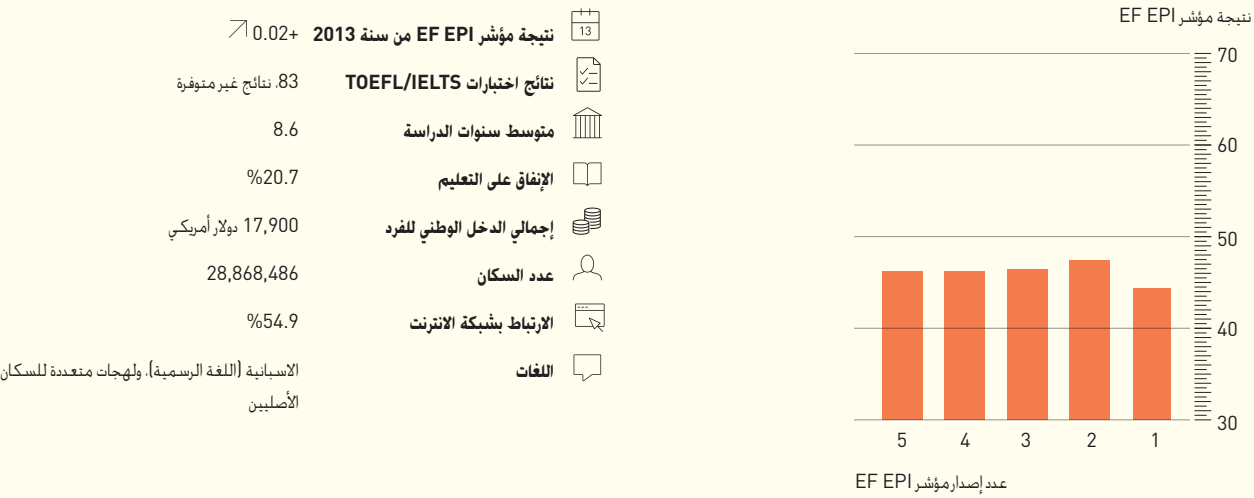 نتيجة مؤشر EF EPI
70
60
50
40
30
5 4 3 2 1
عدد إصدار مؤشر EF EPI
13
نتيجة مؤشر EF EPI من سنة 2013 +0.02
نتائج اختبارات TOEFL/IELTS 83، نتائج غير متوفرة
متوسط سنوات الدراسة 8.6
الإنفاق على التعليم %20.7
إجمالي الدخل الوطني للفرد 17,900 دولار أمريكي
عدد السكان 28,868,486
الارتباط بشبكة الانترنت %54.9
اللغات الاسبانية (اللغة الرسمية)، ولهجات متعددة للسكان
الأصليين